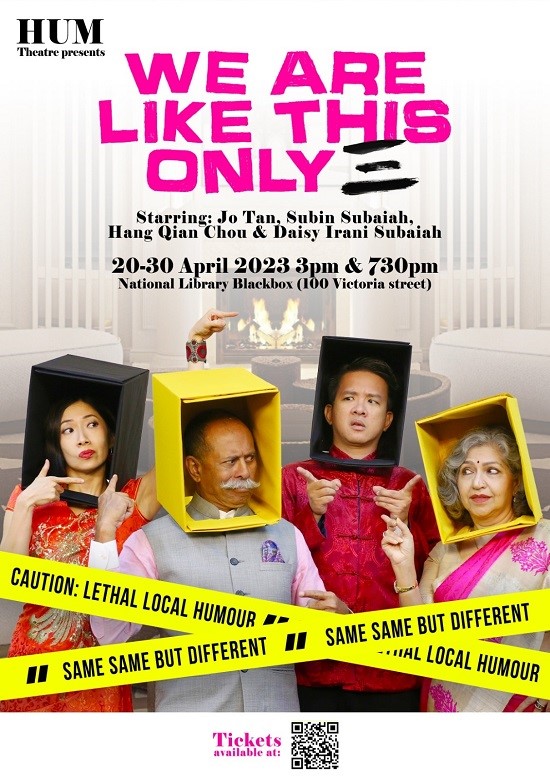 HUM
Theatre presents
WE ARE
LIKE THIS
ONLY 三
Starring: Jo Tan, Subin Subaiah,
Hang Qian Chou & Daisy Irani Subaiah
20-30 April 2023 3pm & 730pm
National Library Blackbox (100 Victoria street)
CAUTION: LETHAL LOCAL HUMOUR "
" SAME SAME BUT DIFFERENT " SAME SAME BUT DIFFERENT
LOCAL HUMOUR
Tickets
available at: